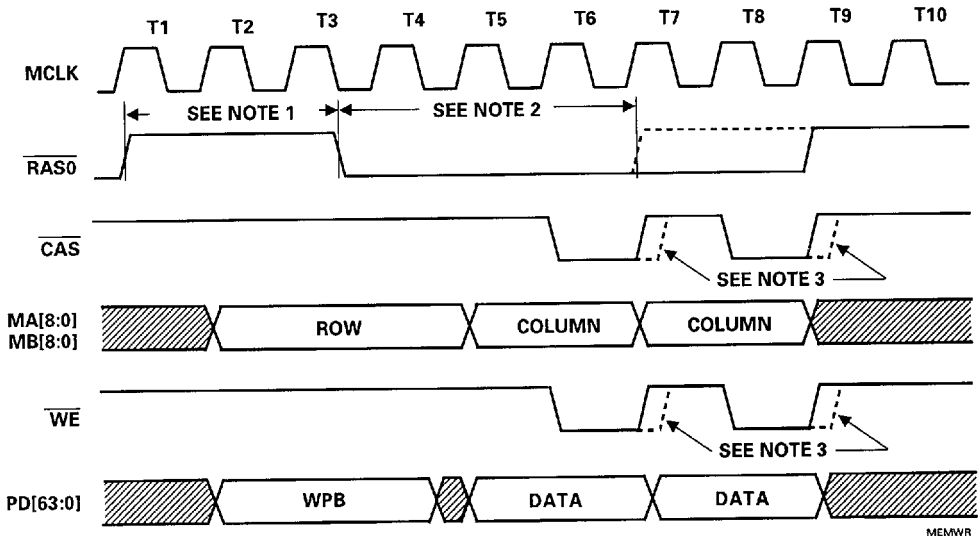 T1 T2 T3 T4 T5 T6 T7 T8 T9 T10
MCLK
SEE NOTE 1 SEE NOTE 2
RAS0
CAS
SEE NOTE 3
MA[8:0]
MB[8:0]
ROW COLUMN COLUMN
WE
SEE NOTE 3
PD[63:0] WPB DATA DATA
MEMWR